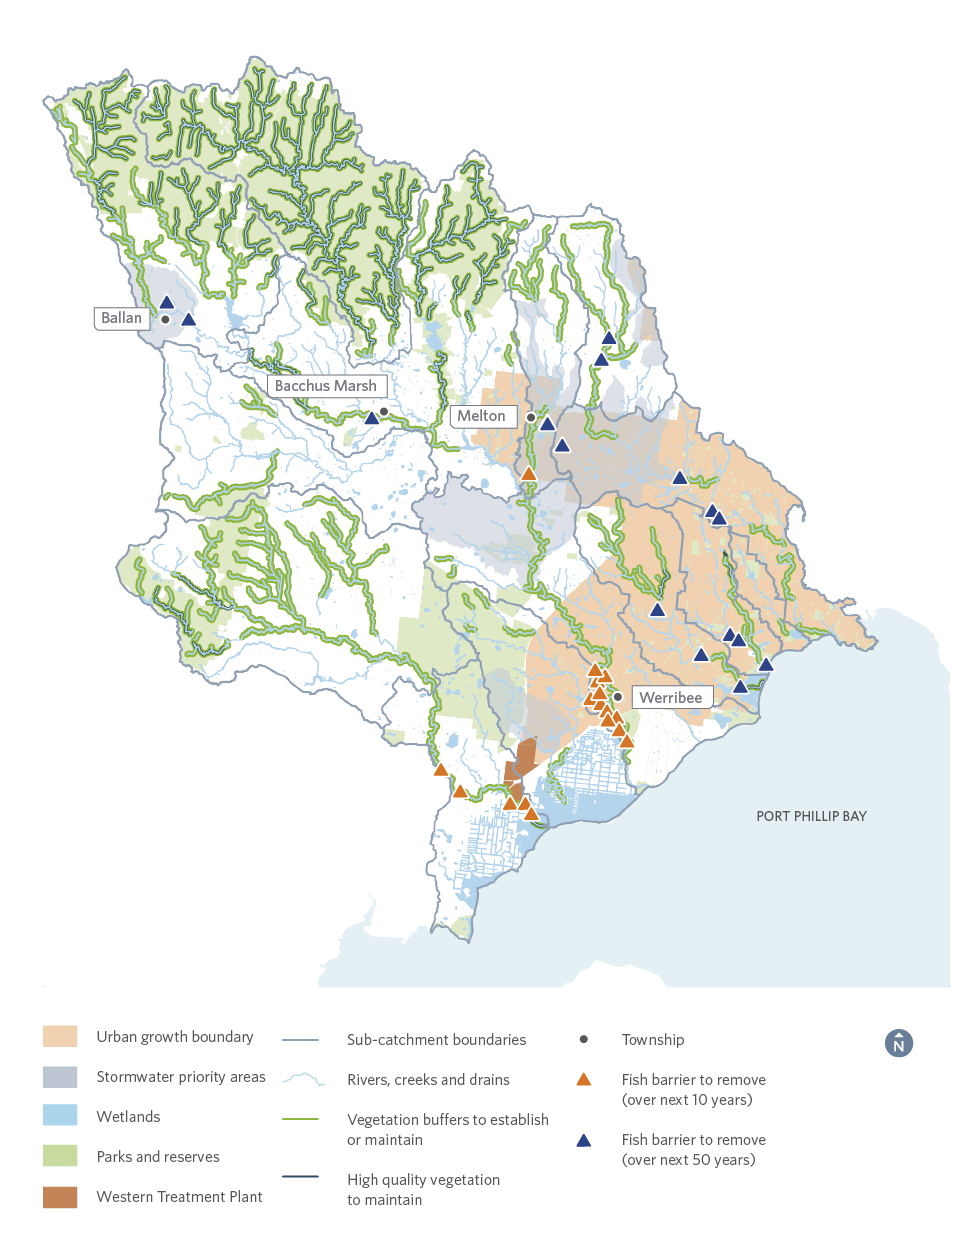 Ballan
Bacchus Marsh
Melton
Werribee
PORT PHILLIP BAY
Urban growth boundary
Stormwater priority areas
Wetlands
Parks and reserves
Western Treatment Plant
Sub-catchment boundaries
Rivers, creeks and drains
Vegetation buffers to establish
or maintain
High quality vegetation
to maintain
Township
Fish barrier to remove
(over next 10 years)
Fish barrier to remove
(over next 50 years)
N